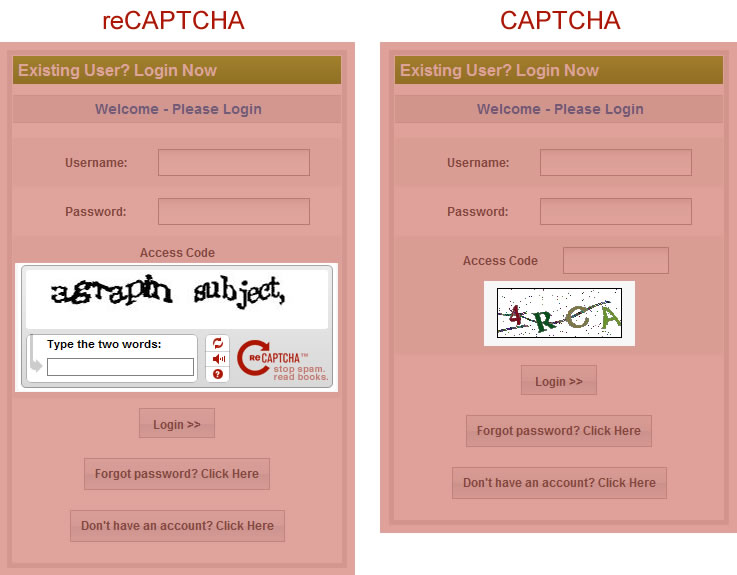 reCAPTCHA
Existing User? Login Now
Welcome - Please Login
Username:
Password:
Access Code
agrapin subject,
Type the two words:
reCAPTCHA™
stop spam.
read books.
Login >>
Forgot password? Click Here
Don't have an account? Click Here
CAPTCHA
Existing User? Login Now
Welcome - Please Login
Username:
Password:
Access Code
4RCA
Login >>
Forgot password? Click Here
Don't have an account? Click Here